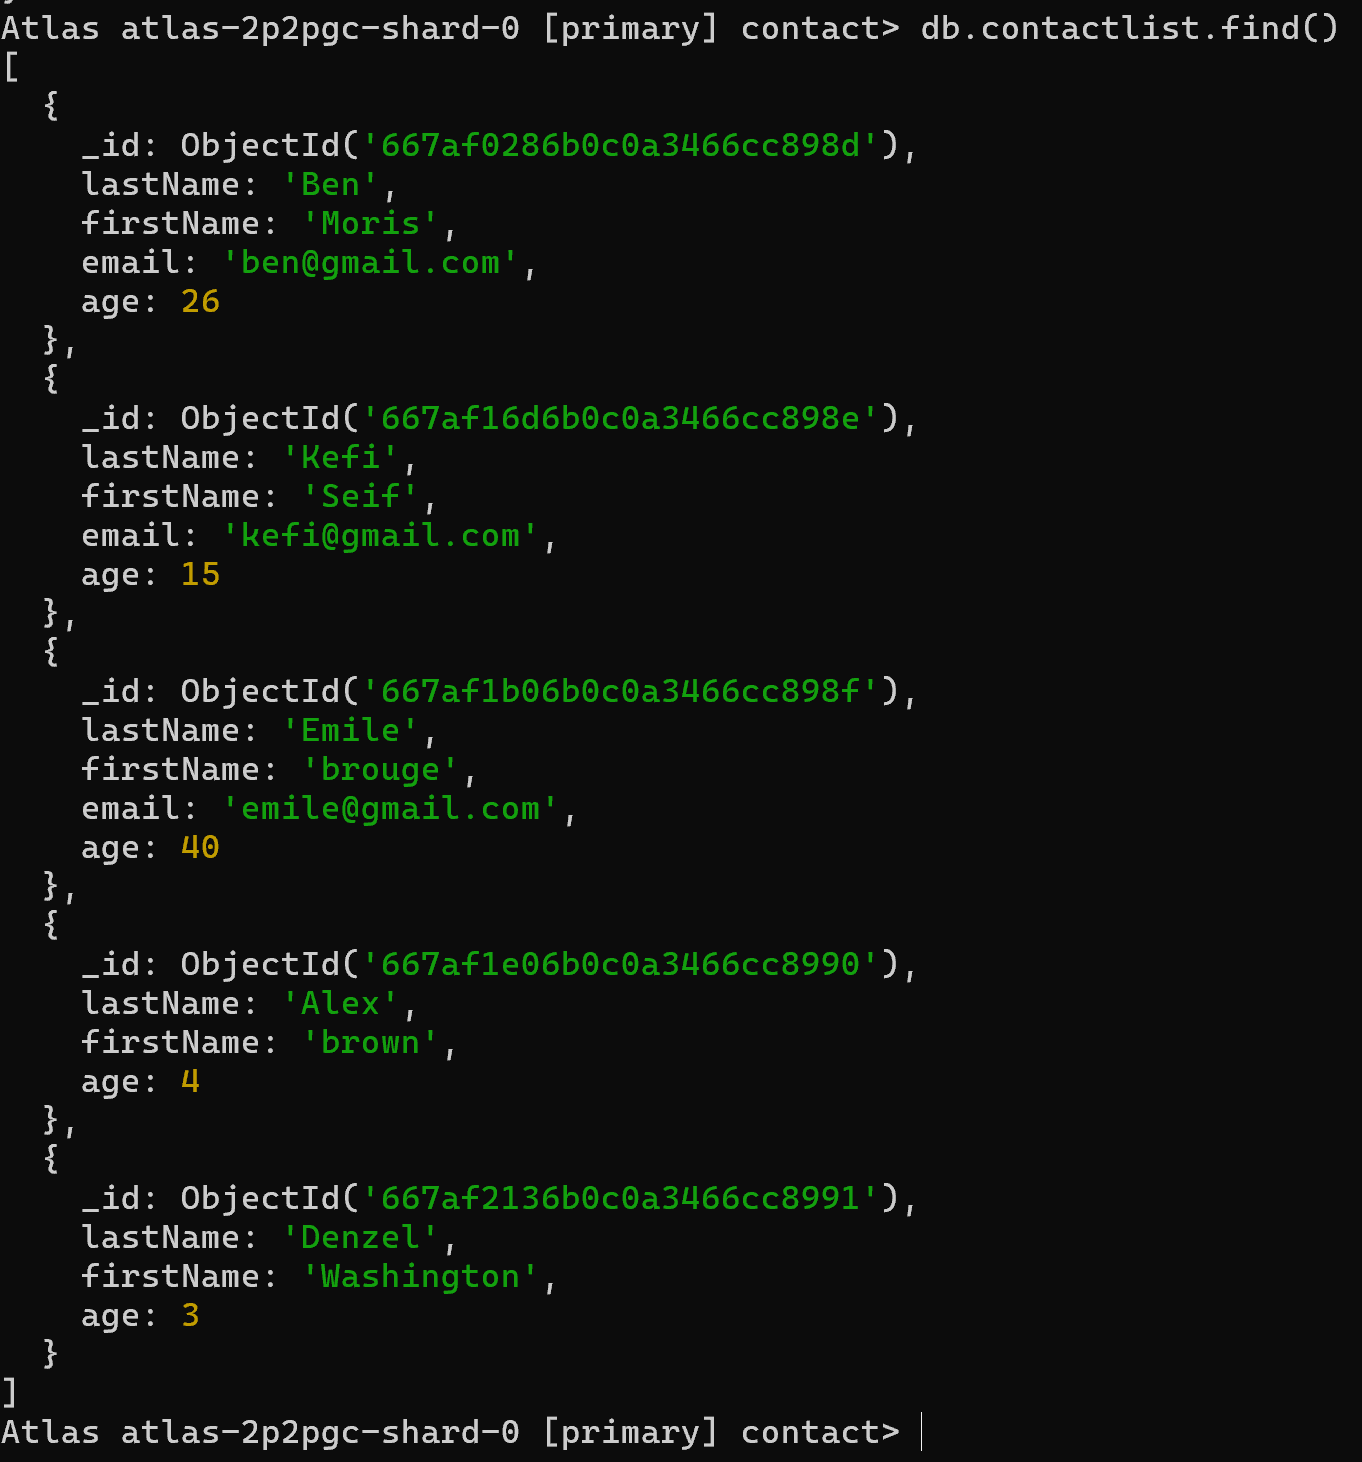 Atlas atlas-2p2pgc-shard-0 [primary] contact> db.contactlist.find()
[
  {
    _id: ObjectId('667af0286b0c0a3466cc898d'),
    lastName: 'Ben',
    firstName: 'Moris',
    email: 'ben@gmail.com',
    age: 26
  },
  {
    _id: ObjectId('667af16d6b0c0a3466cc898e'),
    lastName: 'Kefi',
    firstName: 'Seif',
    email: 'kefi@gmail.com',
    age: 15
  },
  {
    _id: ObjectId('667af1b06b0c0a3466cc898f'),
    lastName: 'Emile',
    firstName: 'brouge',
    email: 'emile@gmail.com',
    age: 40
  },
  {
    _id: ObjectId('667af1e06b0c0a3466cc8990'),
    lastName: 'Alex',
    firstName: 'brown',
    age: 4
  },
  {
    _id: ObjectId('667af2136b0c0a3466cc8991'),
    lastName: 'Denzel',
    firstName: 'Washington',
    age: 3
  }
]
Atlas atlas-2p2pgc-shard-0 [primary] contact>